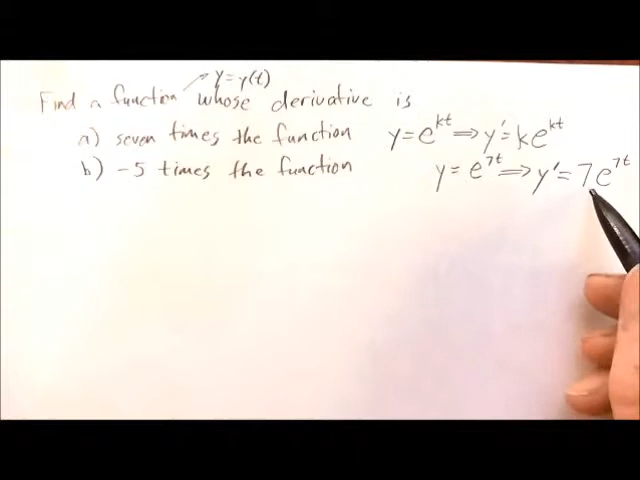 y = y(t)
Find a function whose derivative is
a) seven times the function y = e^{kt} ⟹ y' = ke^{kt}
b) -5 times the function y = e^{7t} ⟹ y' = 7e^{7t}